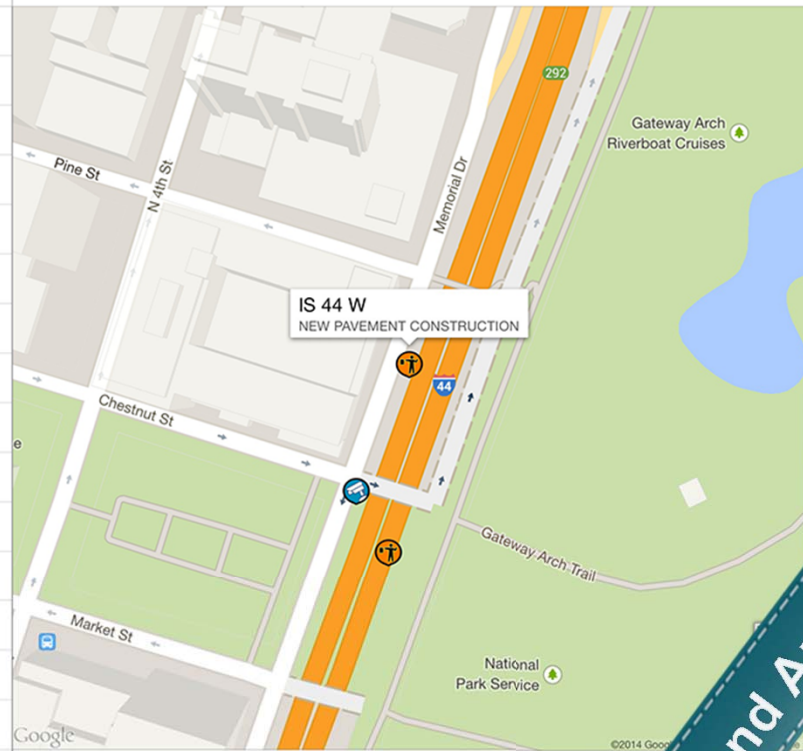 292
Gateway Arch
Riverboat Cruises
Pine St
N 4th St
Memorial Dr
IS 44 W
NEW PAVEMENT CONSTRUCTION
44
Chestnut St
e
Gateway Arch Trail
Market St
National
Park Service
nd A
Google
©2014 Goo